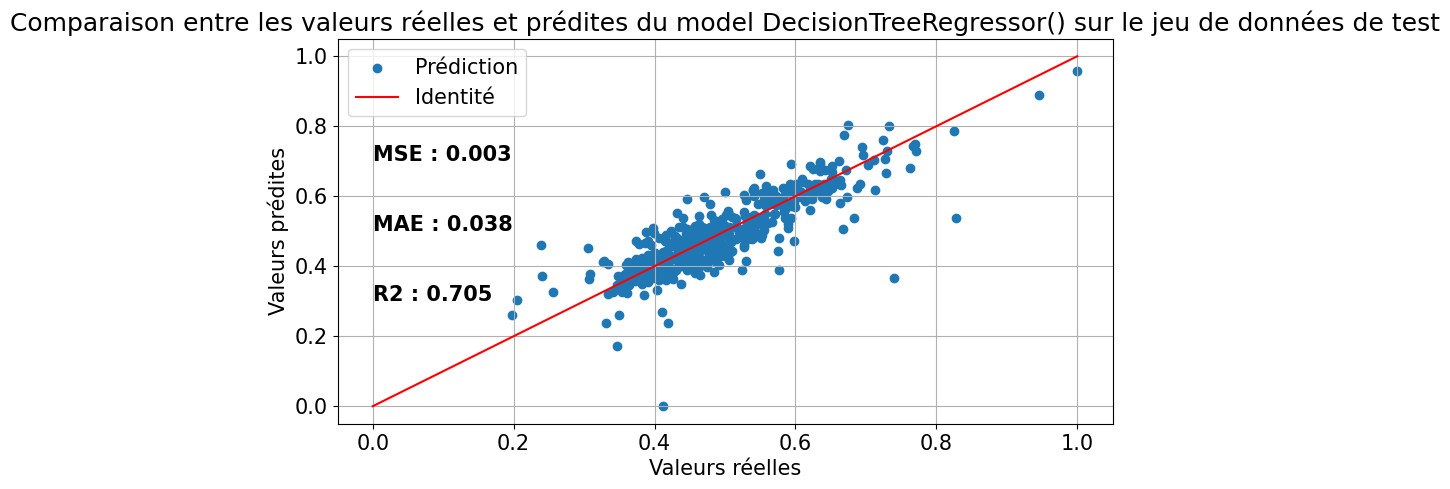 Comparaison entre les valeurs réelles et prédites du model DecisionTreeRegressor() sur le jeu de données de test
Prédiction
Identité
MSE : 0.003
MAE : 0.038
R2 : 0.705
Valeurs prédites
1.0
0.8
0.6
0.4
0.2
0.0
0.0 0.2 0.4 0.6 0.8 1.0
Valeurs réelles